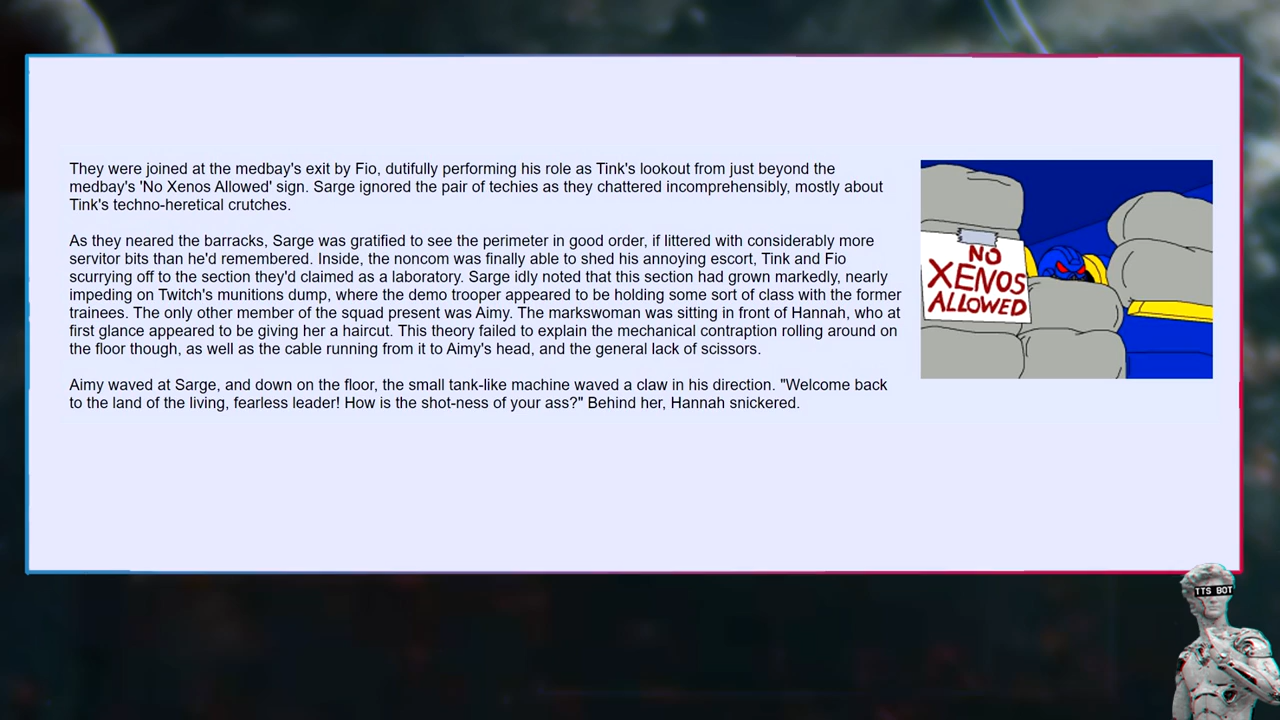 They were joined at the medbay's exit by Fio, dutifully performing his role as Tink's lookout from just beyond the
medbay's 'No Xenos Allowed' sign. Sarge ignored the pair of techies as they chattered incomprehensibly, mostly about
Tink's techno-heretical crutches.
As they neared the barracks, Sarge was gratified to see the perimeter in good order, if littered with considerably more
servitor bits than he'd remembered. Inside, the noncom was finally able to shed his annoying escort, Tink and Fio
scurrying off to the section they'd claimed as a laboratory. Sarge idly noted that this section had grown markedly, nearly
impeding on Twitch's munitions dump, where the demo trooper appeared to be holding some sort of class with the former
trainees. The only other member of the squad present was Aimy. The markswoman was sitting in front of Hannah, who at
first glance appeared to be giving her a haircut. This theory failed to explain the mechanical contraption rolling around on
the floor though, as well as the cable running from it to Aimy's head, and the general lack of scissors.
Aimy waved at Sarge, and down on the floor, the small tank-like machine waved a claw in his direction. "Welcome back
to the land of the living, fearless leader! How is the shot-ness of your ass?" Behind her, Hannah snickered.
NO
XENOS
ALLOWED
TTS BOT